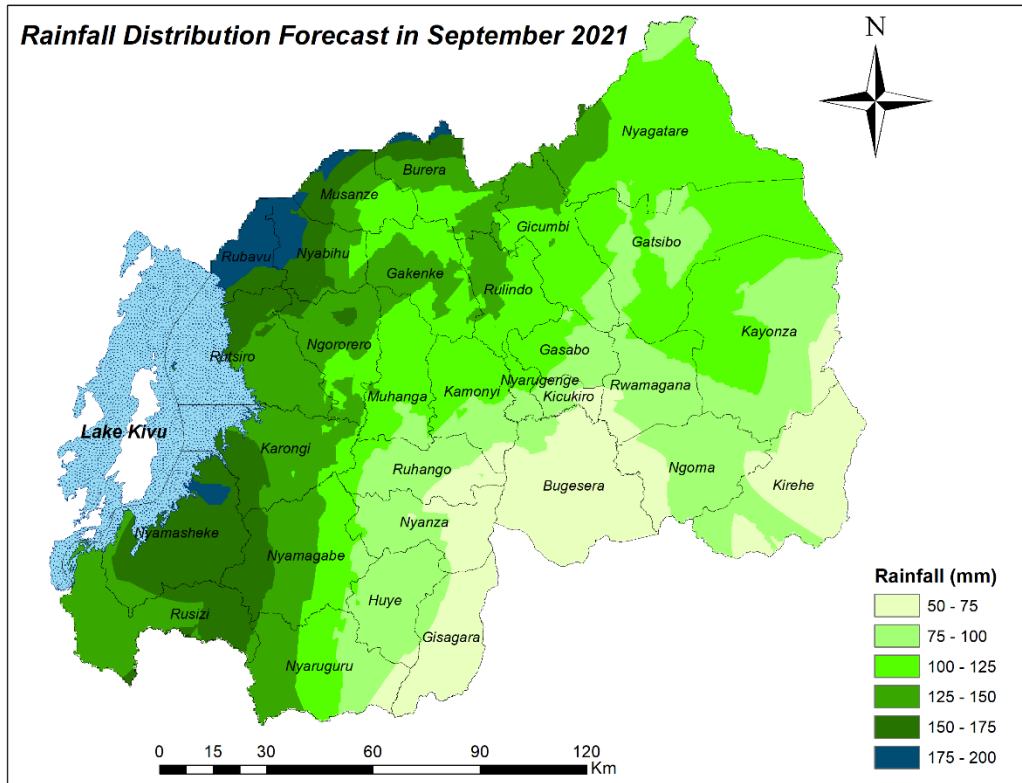 Rainfall Distribution Forecast in September 2021
N
Nyagatare
Burera
Musanze
Gicumbi
Gatsibo
Rubavu
Nyabihu
Gakenke
Rulindo
Kayonza
Rutsiro
Ngororero
Gasabo
Nyarugenge
Rwamagana
Muhanga
Kamonyi
Kicukiro
Lake Kivu
Karongi
Ruhango
Ngoma
Bugesera
Kirehe
Nyanza
Nyamasheke
Nyamagabe
Huye
Rusizi
Gisagara
Nyaruguru
Rainfall (mm)
50 - 75
75 - 100
100 - 125
125 - 150
150 - 175
175 - 200
0 15 30 60 90 120
Km